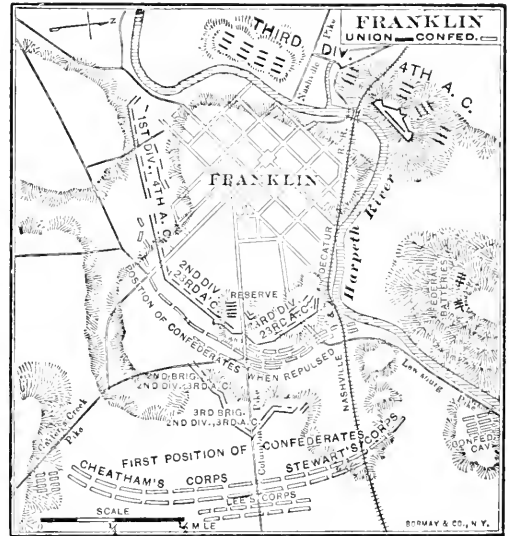 FRANKLIN
UNION CONFED.
THIRD
DIV.
4TH A.C.
Nashville Pike
R.R.
1ST DIV., 4TH A.C.
FRANKLIN
Harpeth River
2ND DIV.
23RD A.C.
RESERVE
3RD DIV.
23RD A.C.
DECATUR
FEDERAL
BATTERIES
POSITION OF CONFEDERATES WHEN REPULSED
NASHVILLE
Lewisburg
2ND BRIG.
2ND DIV., 3RD A.C.
3RD BRIG.
2ND DIV., 3RD A.C.
Carters Creek
Pike
Columbia Pike
CONFED.
CAV.
FIRST POSITION OF CONFEDERATES
CHEATHAM'S CORPS
STEWART'S CORPS
LEE'S CORPS
SCALE
BORMAY & CO., N.Y.